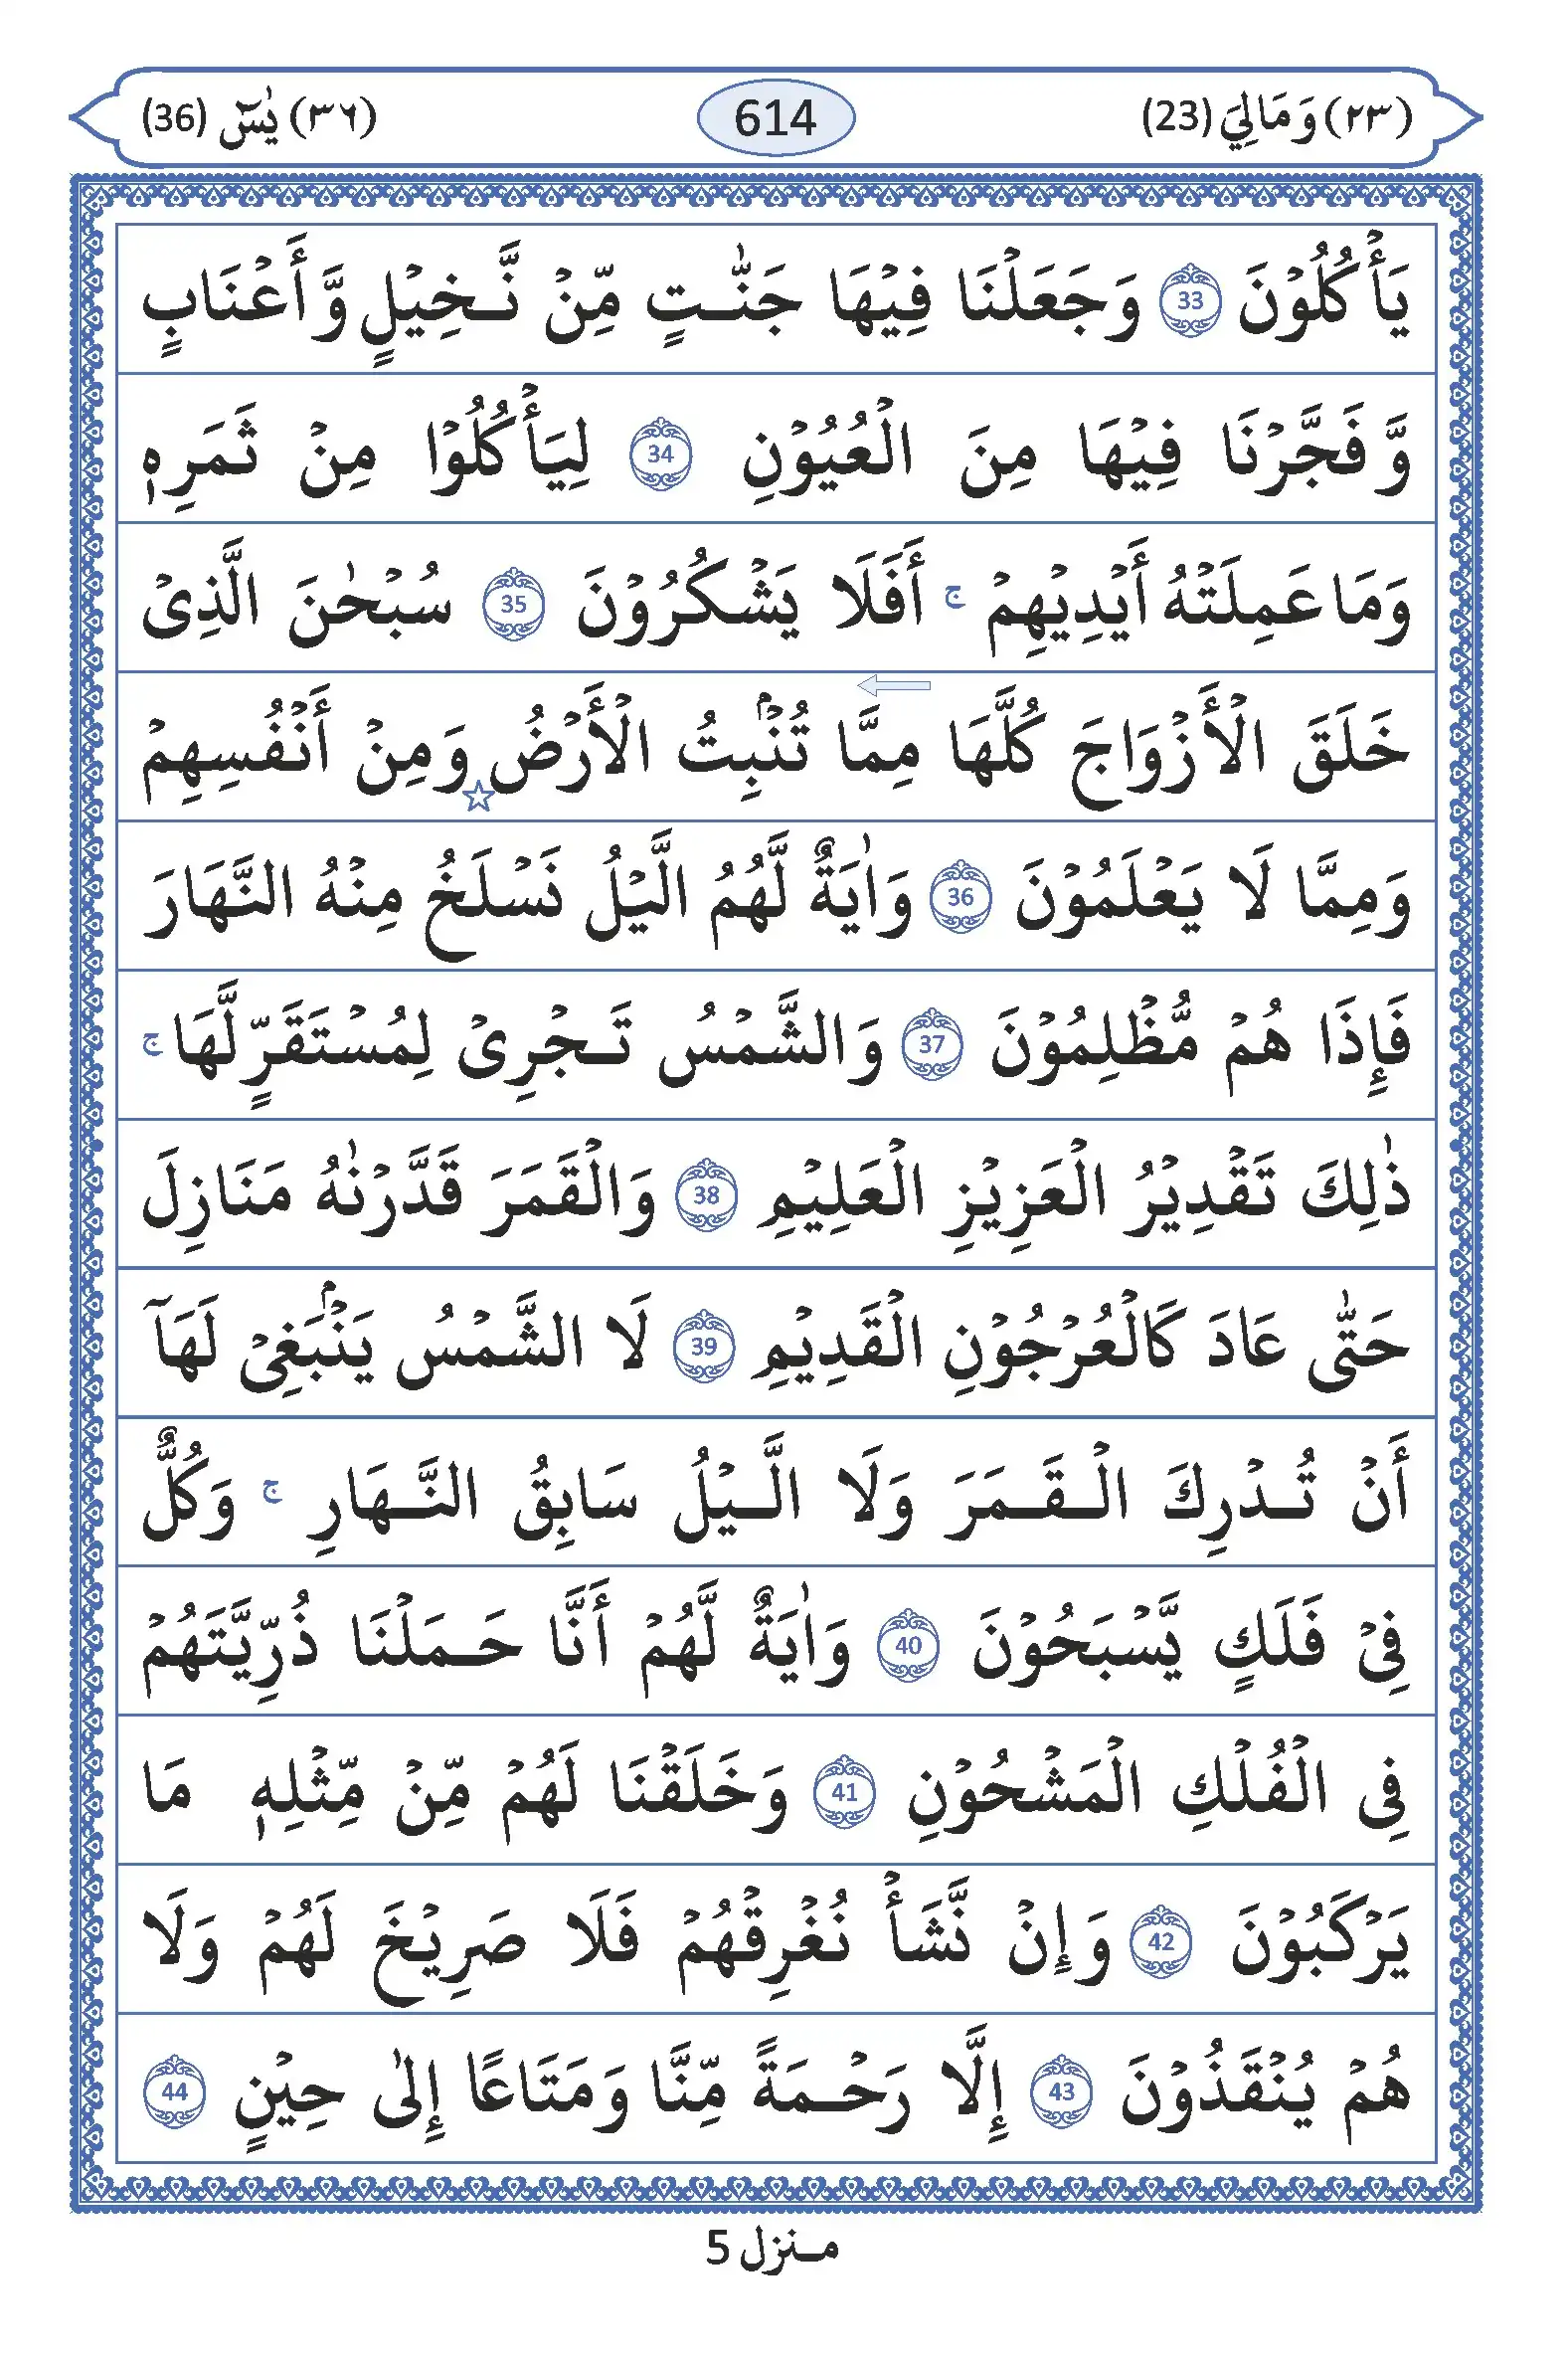 (٢٣) وَمَالِيَ (23) 614 (٣٦) يٰسٓ (36)
يَأۡكُلُوۡنَ 33 وَجَعَلۡنَا فِيۡهَا جَنّٰتٍ مِّنۡ نَّخِيۡلٍ وَّأَعۡنَابٍ
وَّفَجَّرۡنَا فِيۡهَا مِنَ الۡعُيُوۡنِ 34 لِيَأۡكُلُوۡا مِنۡ ثَمَرِهٖ
وَمَا عَمِلَتۡهُ أَيۡدِيۡهِمۡ ج أَفَلَا يَشۡكُرُوۡنَ 35 سُبۡحٰنَ الَّذِىۡ
خَلَقَ الۡأَزۡوَاجَ كُلَّهَا مِمَّا تُنۡۢبِتُ الۡأَرۡضُ وَمِنۡ أَنۡفُسِهِمۡ
وَمِمَّا لَا يَعۡلَمُوۡنَ 36 وَاٰيَةٌ لَّهُمُ الَّيۡلُ نَسۡلَخُ مِنۡهُ النَّهَارَ
فَإِذَا هُمۡ مُّظۡلِمُوۡنَ 37 وَالشَّمۡسُ تَجۡرِىۡ لِمُسۡتَقَرٍّ لَّهَا ج
ذٰلِكَ تَقۡدِيۡرُ الۡعَزِيۡزِ الۡعَلِيۡمِ 38 وَالۡقَمَرَ قَدَّرۡنٰهُ مَنَازِلَ
حَتّٰى عَادَ كَالۡعُرۡجُوۡنِ الۡقَدِيۡمِ 39 لَا الشَّمۡسُ يَنۡۢبَغِىۡ لَهَآ
أَنۡ تُدۡرِكَ الۡقَمَرَ وَلَا الَّيۡلُ سَابِقُ النَّهَارِ ج وَكُلٌّ
فِىۡ فَلَكٍ يَّسۡبَحُوۡنَ 40 وَاٰيَةٌ لَّهُمۡ أَنَّا حَمَلۡنَا ذُرِّيَّتَهُمۡ
فِى الۡفُلۡكِ الۡمَشۡحُوۡنِ 41 وَخَلَقۡنَا لَهُمۡ مِّنۡ مِّثۡلِهٖ مَا
يَرۡكَبُوۡنَ 42 وَإِنۡ نَّشَأۡ نُغۡرِقۡهُمۡ فَلَا صَرِيۡخَ لَهُمۡ وَلَا
هُمۡ يُنۡقَذُوۡنَ 43 إِلَّا رَحۡمَةً مِّنَّا وَمَتَاعًا إِلىٰ حِيۡنٍ 44
منزل 5